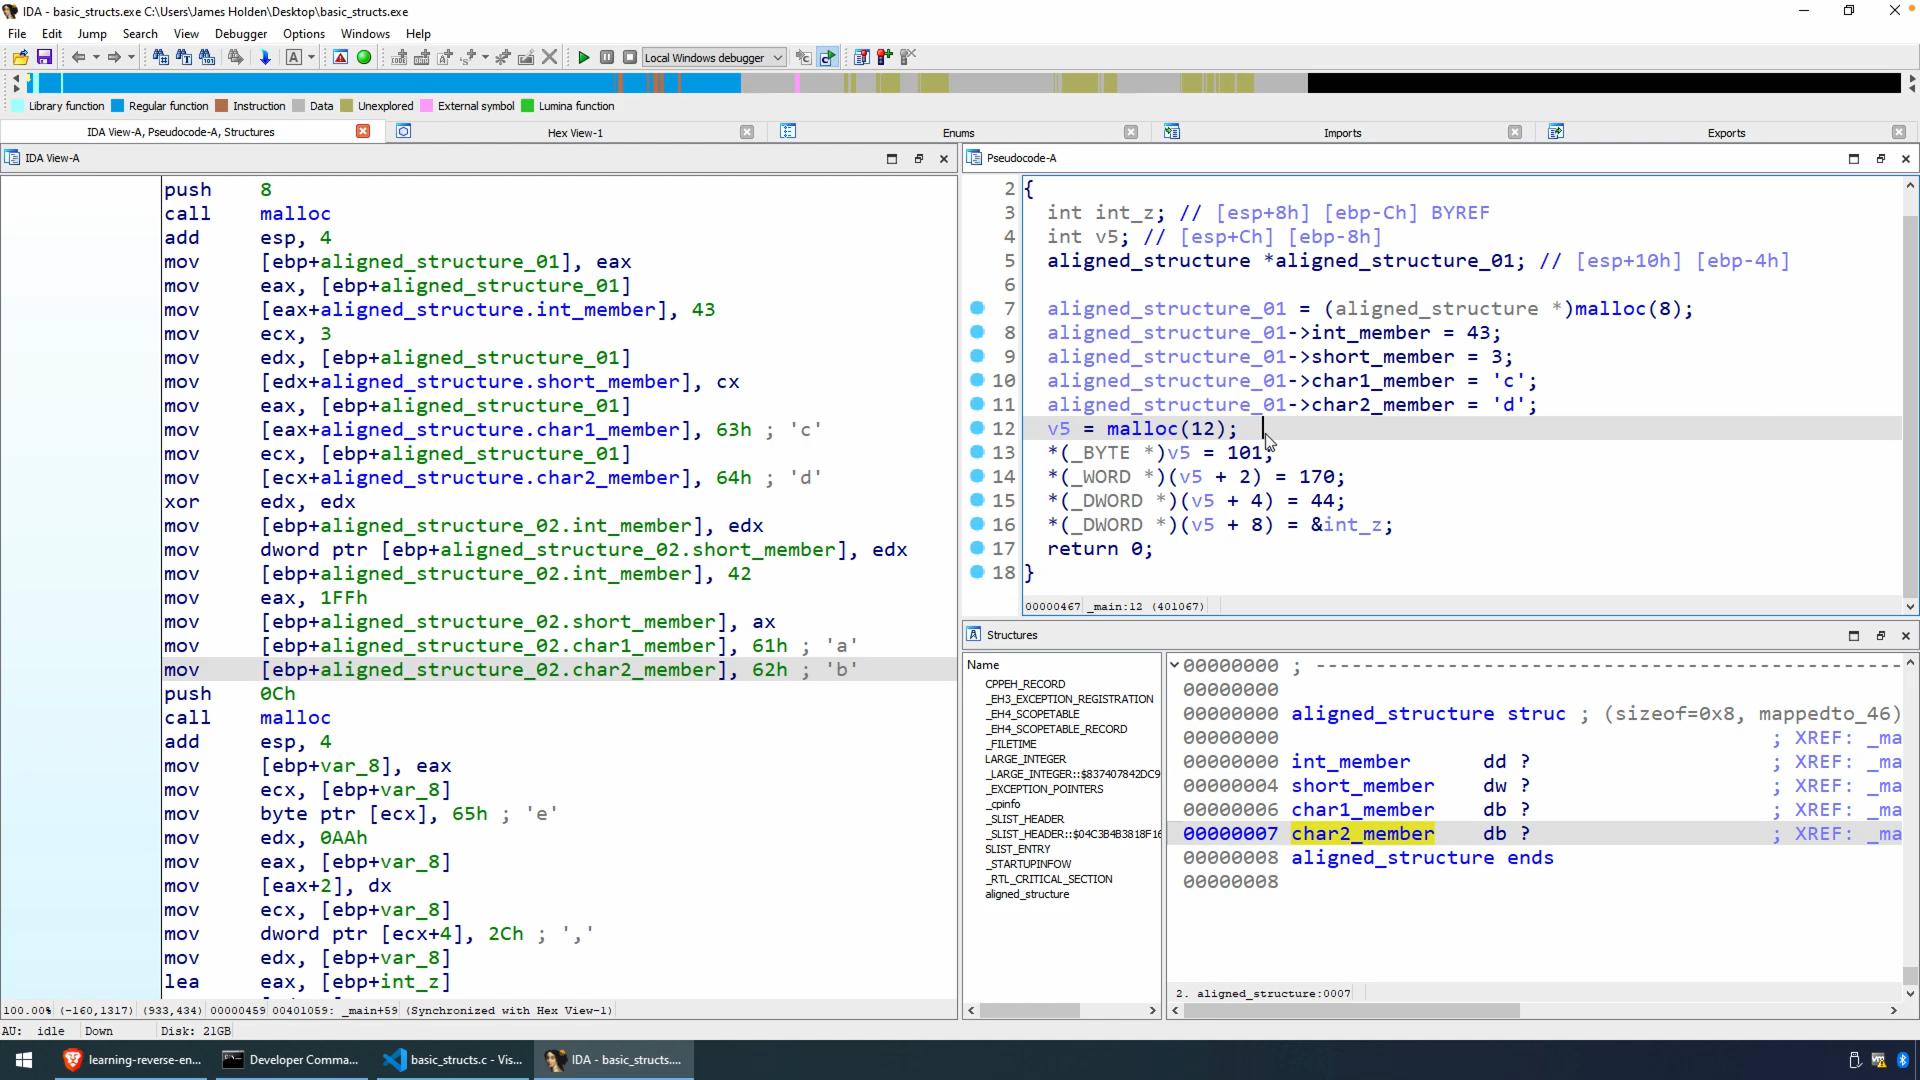 IDA - basic_structs.exe C:\Users\James Holden\Desktop\basic_structs.exe
File Edit Jump Search View Debugger Options Windows Help
Local Windows debugger
Library function Regular function Instruction Data Unexplored External symbol Lumina function
IDA View-A, Pseudocode-A, Structures Hex View-1 Enums Imports Exports
IDA View-A
push 8
call malloc
add esp, 4
mov [ebp+aligned_structure_01], eax
mov eax, [ebp+aligned_structure_01]
mov [eax+aligned_structure.int_member], 43
mov ecx, 3
mov edx, [ebp+aligned_structure_01]
mov [edx+aligned_structure.short_member], cx
mov eax, [ebp+aligned_structure_01]
mov [eax+aligned_structure.char1_member], 63h ; 'c'
mov ecx, [ebp+aligned_structure_01]
mov [ecx+aligned_structure.char2_member], 64h ; 'd'
xor edx, edx
mov [ebp+aligned_structure_02.int_member], edx
mov dword ptr [ebp+aligned_structure_02.short_member], edx
mov [ebp+aligned_structure_02.int_member], 42
mov eax, 1FFh
mov [ebp+aligned_structure_02.short_member], ax
mov [ebp+aligned_structure_02.char1_member], 61h ; 'a'
mov [ebp+aligned_structure_02.char2_member], 62h ; 'b'
push 0Ch
call malloc
add esp, 4
mov [ebp+var_8], eax
mov ecx, [ebp+var_8]
mov byte ptr [ecx], 65h ; 'e'
mov edx, 0AAh
mov eax, [ebp+var_8]
mov [eax+2], dx
mov ecx, [ebp+var_8]
mov dword ptr [ecx+4], 2Ch ; ','
mov edx, [ebp+var_8]
lea eax, [ebp+int_z]
100.00% (-160,1317) (933,434) 00000459 00401059: _main+59 (Synchronized with Hex View-1)
Pseudocode-A
2 {
3 int int_z; // [esp+8h] [ebp-Ch] BYREF
4 int v5; // [esp+Ch] [ebp-8h]
5 aligned_structure *aligned_structure_01; // [esp+10h] [ebp-4h]
6
7 aligned_structure_01 = (aligned_structure *)malloc(8);
8 aligned_structure_01->int_member = 43;
9 aligned_structure_01->short_member = 3;
10 aligned_structure_01->char1_member = 'c';
11 aligned_structure_01->char2_member = 'd';
12 v5 = malloc(12);
13 *(_BYTE *)v5 = 101;
14 *(_WORD *)(v5 + 2) = 170;
15 *(_DWORD *)(v5 + 4) = 44;
16 *(_DWORD *)(v5 + 8) = &int_z;
17 return 0;
18 }
00000467 _main:12 (401067)
Structures
Name
CPPEH_RECORD
_EH3_EXCEPTION_REGISTRATION
_EH4_SCOPETABLE
_EH4_SCOPETABLE_RECORD
_FILETIME
LARGE_INTEGER
_LARGE_INTEGER::$837407842DC9
_EXCEPTION_POINTERS
_cpinfo
_SLIST_HEADER
_SLIST_HEADER::$04C3B4B3818F16
SLIST_ENTRY
_STARTUPINFOW
_RTL_CRITICAL_SECTION
aligned_structure
00000000 ; --------------------------------------------------
00000000
00000000 aligned_structure struc ; (sizeof=0x8, mappedto_46)
00000000 ; XREF: _ma
00000000 int_member dd ? ; XREF: _ma
00000004 short_member dw ? ; XREF: _ma
00000006 char1_member db ? ; XREF: _ma
00000007 char2_member db ? ; XREF: _ma
00000008 aligned_structure ends
00000008
2. aligned_structure:0007
AU: idle Down Disk: 21GB
learning-reverse-en... Developer Comma... basic_structs.c - Vis... IDA - basic_structs....